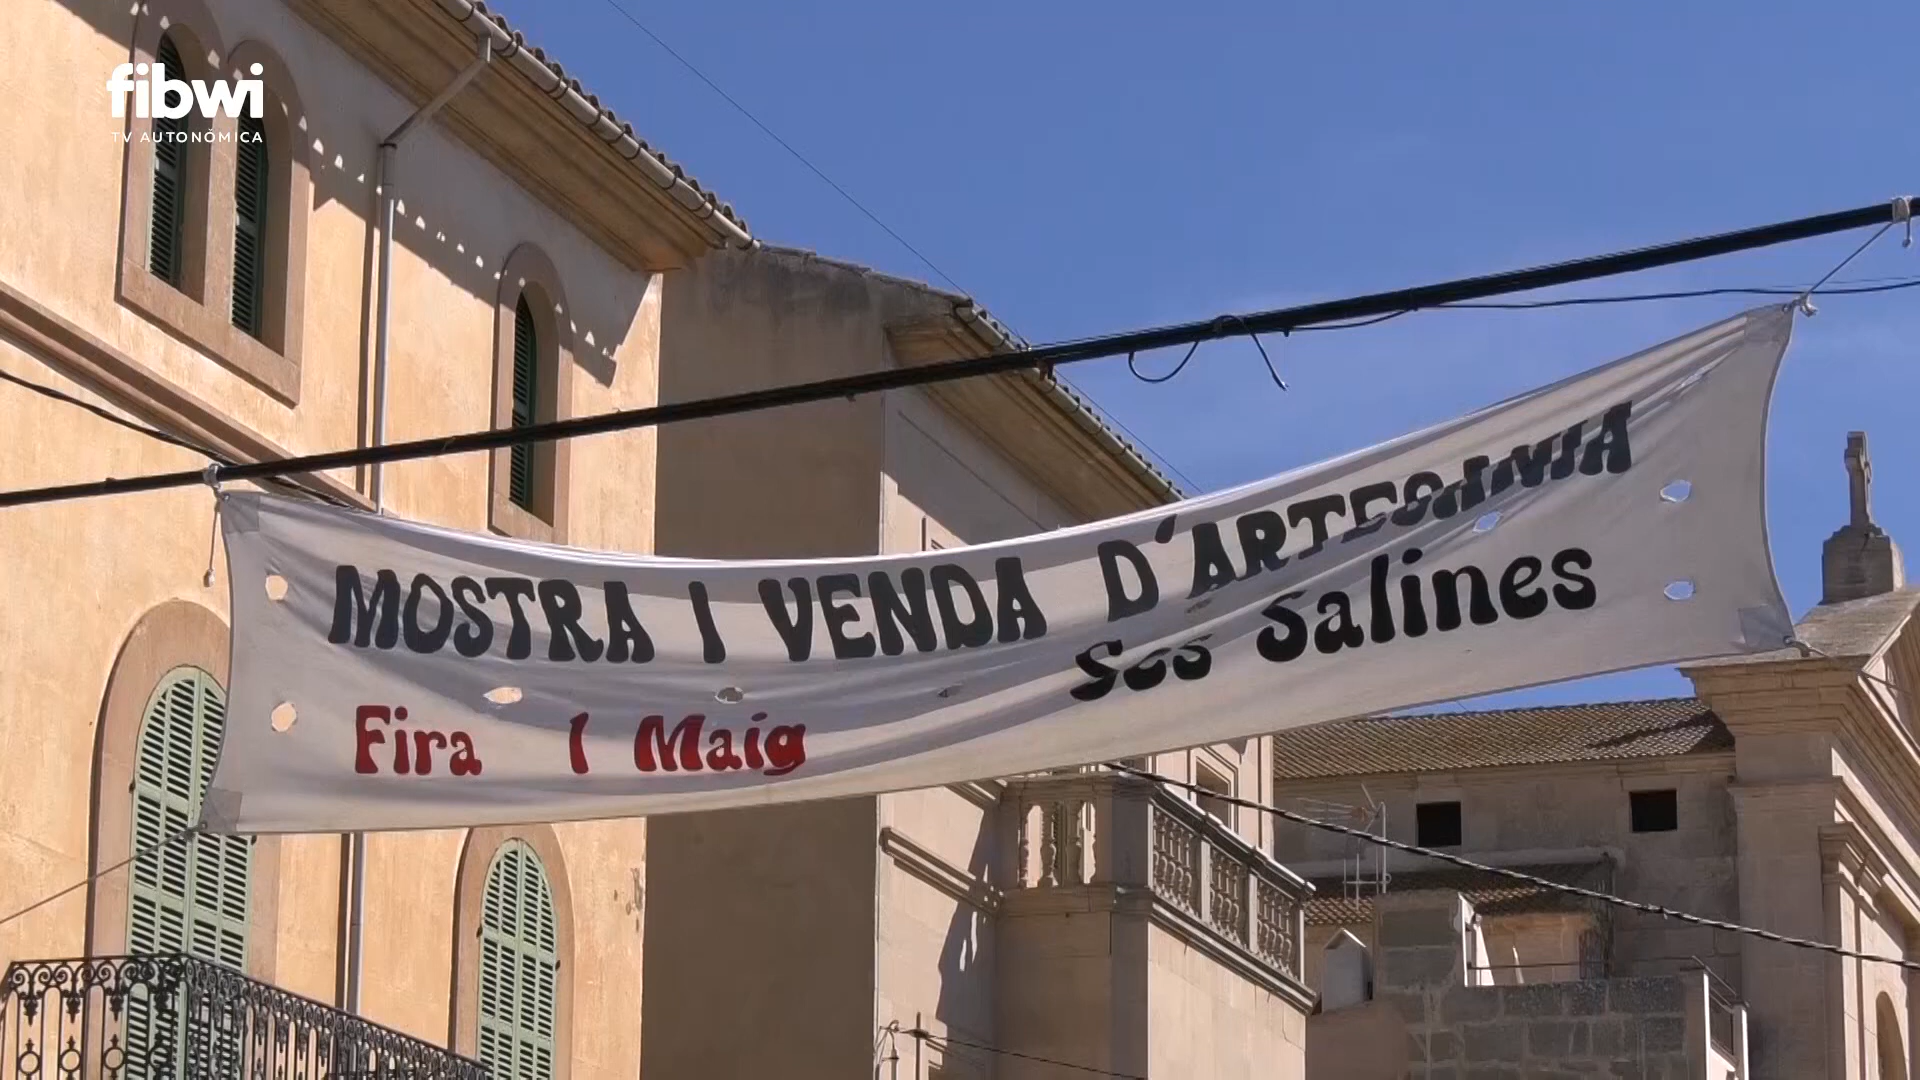 fibwi
TV AUTONÒMICA
MOSTRA I VENDA D'ARTESANIA
Ses Salines
Fira 1 Maig